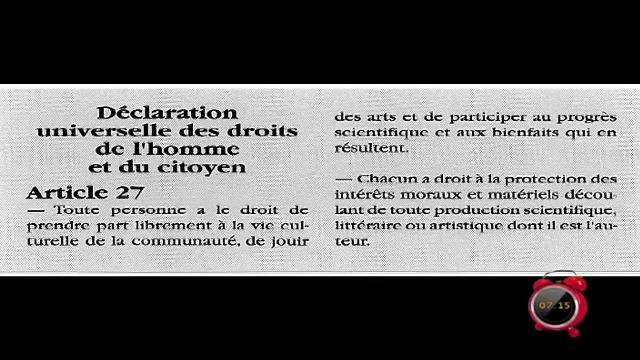 Déclaration
universelle des droits
de l'homme
et du citoyen
Article 27
— Toute personne a le droit de
prendre part librement à la vie cul-
turelle de la communauté, de jouir
des arts et de participer au progrès
scientifique et aux bienfaits qui en
résultent.
— Chacun a droit à la protection des
intérêts moraux et matériels décou-
lant de toute production scientifique,
littéraire ou artistique dont il est l'au-
teur.
07:15